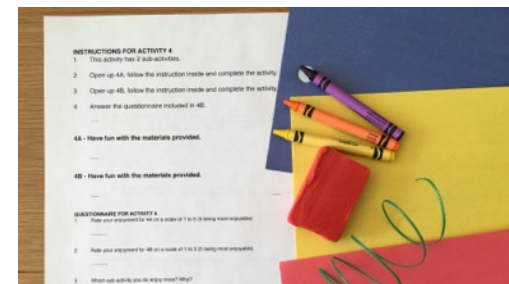 INSTRUCTIONS FOR ACTIVITY 4
1 This activity has 2 sub-activities.
2 Open up 4A, follow the instruction inside and complete the activity.
3 Open up 4B, follow the instruction inside and complete the activity.
4 Answer the questionnaire included in 4B.
4A - Have fun with the materials provided.
4B - Have fun with the materials provided.
QUESTIONNAIRE FOR ACTIVITY 4
1 Rate your enjoyment for 4A on a scale of 1 to 5 (5 being most enjoyable)
2 Rate your enjoyment for 4B on a scale of 1 to 5 (5 being most enjoyable)
3 Which sub-activity you do enjoy more? Why?